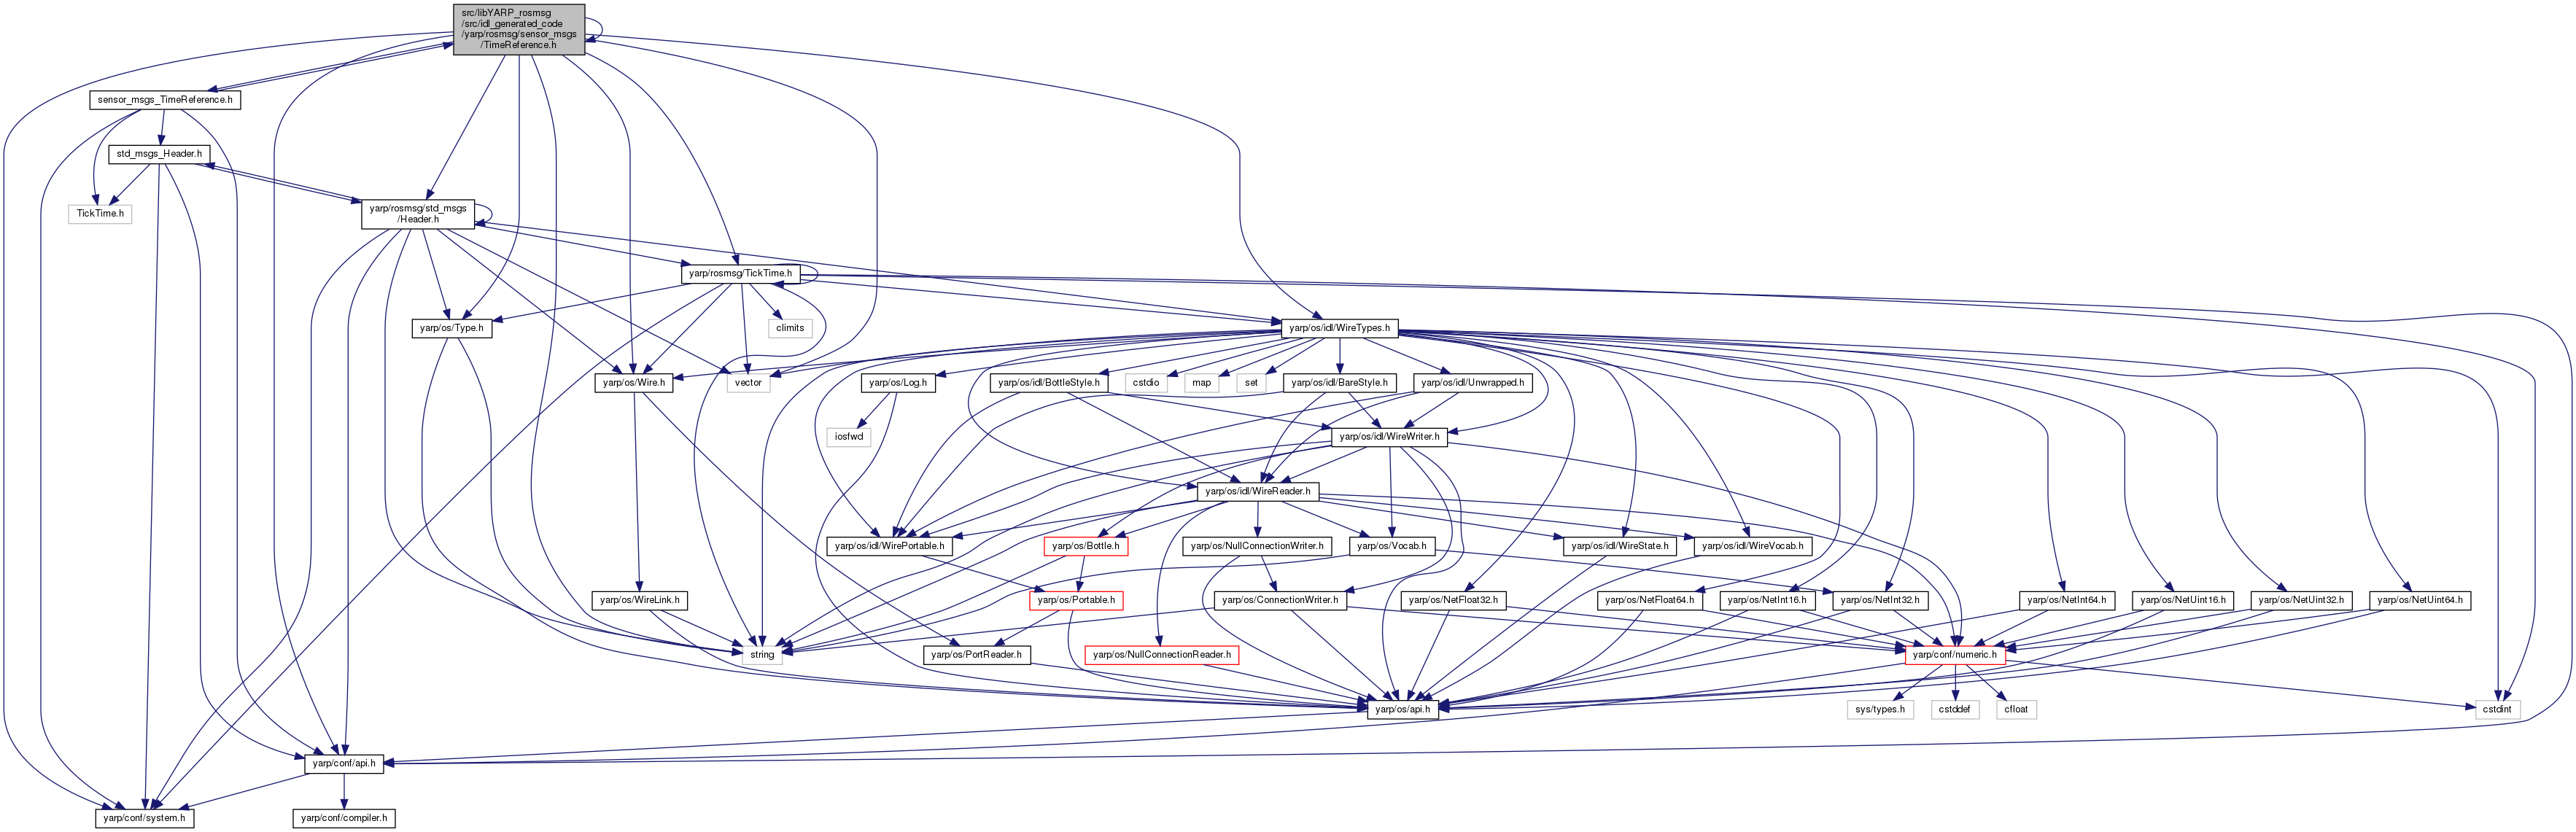 src/libYARP_rosmsg
/src/idl_generated_code
/yarp/rosmsg/sensor_msgs
/TimeReference.h
sensor_msgs_TimeReference.h
std_msgs_Header.h
TickTime.h
yarp/rosmsg/std_msgs
/Header.h
yarp/rosmsg/TickTime.h
yarp/os/Type.h
climits
yarp/os/idl/WireTypes.h
yarp/os/Wire.h
vector
yarp/os/Log.h
yarp/os/idl/BottleStyle.h
cstdio
map
set
yarp/os/idl/BareStyle.h
yarp/os/idl/Unwrapped.h
iosfwd
yarp/os/idl/WireWriter.h
yarp/os/idl/WireReader.h
yarp/os/idl/WirePortable.h
yarp/os/Bottle.h
yarp/os/NullConnectionWriter.h
yarp/os/Vocab.h
yarp/os/idl/WireState.h
yarp/os/idl/WireVocab.h
yarp/os/WireLink.h
yarp/os/Portable.h
yarp/os/ConnectionWriter.h
yarp/os/NetFloat32.h
yarp/os/NetFloat64.h
yarp/os/NetInt16.h
yarp/os/NetInt32.h
yarp/os/NetInt64.h
yarp/os/NetUint16.h
yarp/os/NetUint32.h
yarp/os/NetUint64.h
string
yarp/os/PortReader.h
yarp/os/NullConnectionReader.h
yarp/conf/numeric.h
yarp/os/api.h
sys/types.h
cstddef
cfloat
cstdint
yarp/conf/api.h
yarp/conf/system.h
yarp/conf/compiler.h